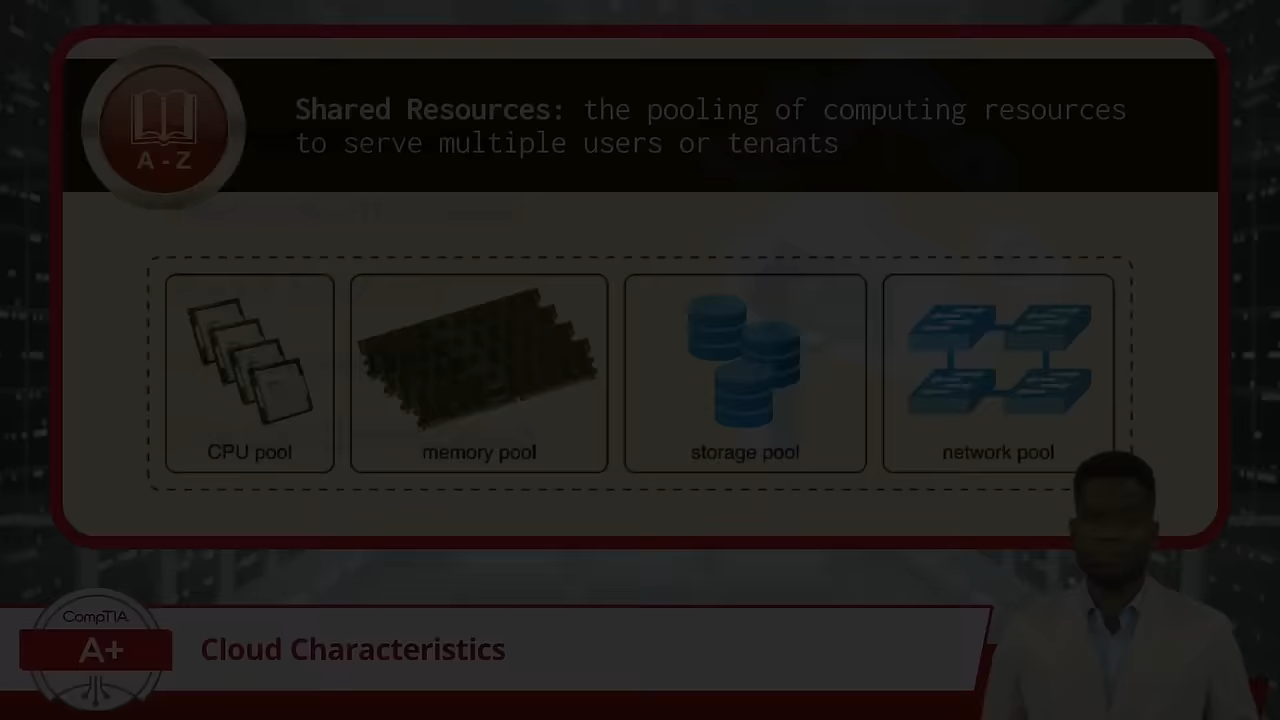 Shared Resources: the pooling of computing resources
to serve multiple users or tenants
A - Z
CPU pool
memory pool
storage pool
network pool
CompTIA
A+
Cloud Characteristics